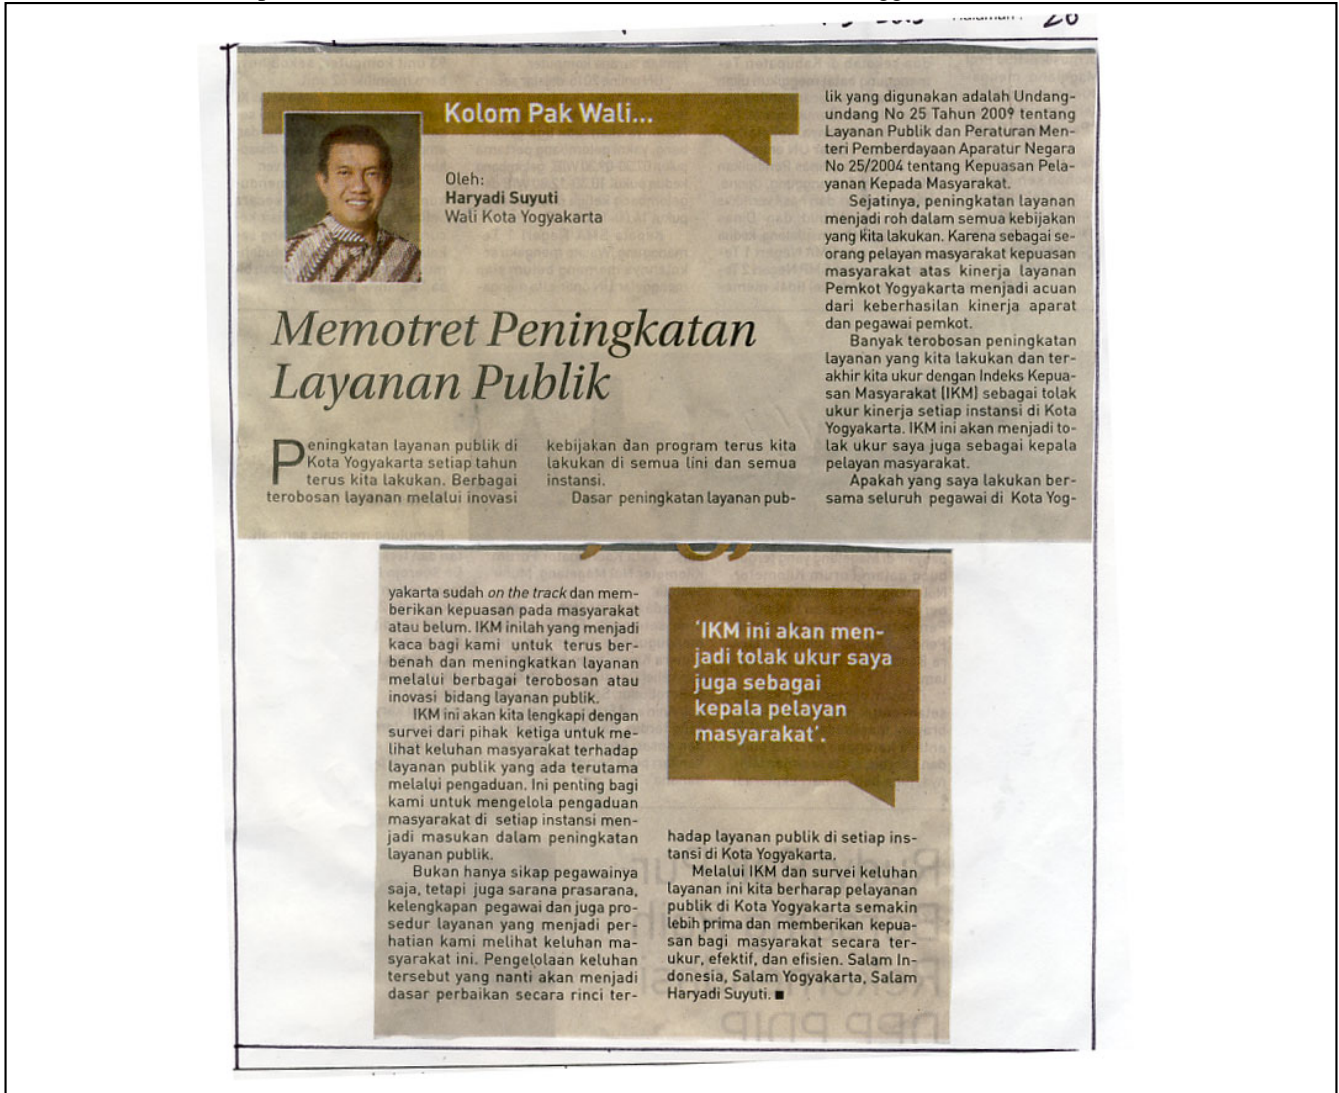 26
Kolom Pak Wali...
Oleh:
Haryadi Suyuti
Wali Kota Yogyakarta
Memotret Peningkatan
Layanan Publik
Peningkatan layanan publik di
Kota Yogyakarta setiap tahun
terus kita lakukan. Berbagai
terobosan layanan melalui inovasi
kebijakan dan program terus kita
lakukan di semua lini dan semua
instansi.
Dasar peningkatan layanan pub-
lik yang digunakan adalah Undang-
undang No 25 Tahun 2009 tentang
Layanan Publik dan Peraturan Men-
teri Pemberdayaan Aparatur Negara
No 25/2004 tentang Kepuasan Pela-
yanan Kepada Masyarakat.
Sejatinya, peningkatan layanan
menjadi roh dalam semua kebijakan
yang kita lakukan. Karena sebagai se-
orang pelayan masyarakat kepuasan
masyarakat atas kinerja layanan
Pemkot Yogyakarta menjadi acuan
dari keberhasilan kinerja aparat
dan pegawai pemkot.
Banyak terobosan peningkatan
layanan yang kita lakukan dan ter-
akhir kita ukur dengan Indeks Kepua-
san Masyarakat (IKM) sebagai tolak
ukur kinerja setiap instansi di Kota
Yogyakarta. IKM ini akan menjadi to-
lak ukur saya juga sebagai kepala
pelayan masyarakat.
Apakah yang saya lakukan ber-
sama seluruh pegawai di Kota Yog-
yakarta sudah on the track dan mem-
berikan kepuasan pada masyarakat
atau belum. IKM inilah yang menjadi
kaca bagi kami untuk terus ber-
benah dan meningkatkan layanan
melalui berbagai terobosan atau
inovasi bidang layanan publik.
IKM ini akan kita lengkapi dengan
survei dari pihak ketiga untuk me-
lihat keluhan masyarakat terhadap
layanan publik yang ada terutama
melalui pengaduan. Ini penting bagi
kami untuk mengelola pengaduan
masyarakat di setiap instansi men-
jadi masukan dalam peningkatan
layanan publik.
Bukan hanya sikap pegawainya
saja, tetapi juga sarana prasarana,
kelengkapan pegawai dan juga pro-
sedur layanan yang menjadi per-
hatian kami melihat keluhan ma-
syarakat ini. Pengelolaan keluhan
tersebut yang nanti akan menjadi
dasar perbaikan secara rinci ter-
'IKM ini akan men-
jadi tolak ukur saya
juga sebagai
kepala pelayan
masyarakat'.
hadap layanan publik di setiap ins-
tansi di Kota Yogyakarta.
Melalui IKM dan survei keluhan
layanan ini kita berharap pelayanan
publik di Kota Yogyakarta semakin
lebih prima dan memberikan kepua-
san bagi masyarakat secara ter-
ukur, efektif, dan efisien. Salam In-
donesia, Salam Yogyakarta, Salam
Haryadi Suyuti. ■